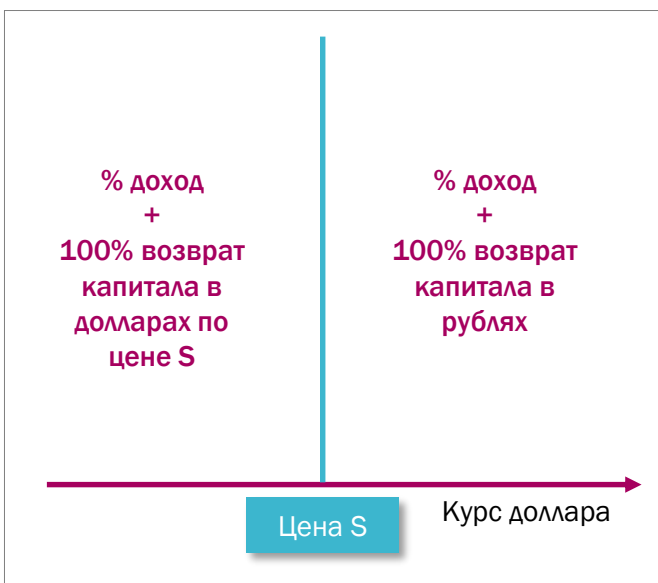 % доход
+
100% возврат
капитала в
долларах по
цене S
% доход
+
100% возврат
капитала в
рублях
Цена S
Курс доллара